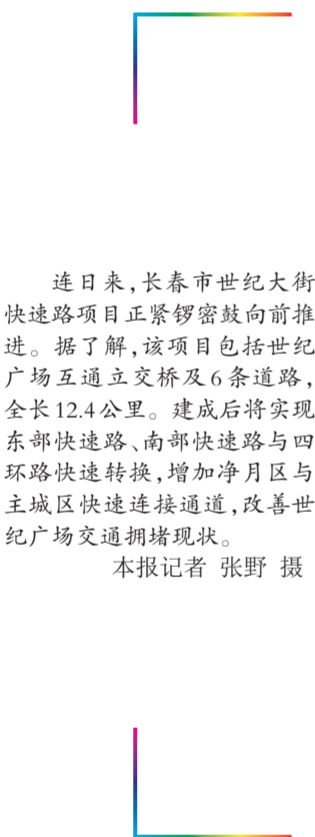 连日来,长春市世纪大街
快速路项目正紧锣密鼓向前推
进。据了解,该项目包括世纪
广场互通立交桥及6条道路,
全长12.4公里。建成后将实现
东部快速路、南部快速路与四
环路快速转换,增加净月区与
主城区快速连接通道,改善世
纪广场交通拥堵现状。
本报记者 张野 摄